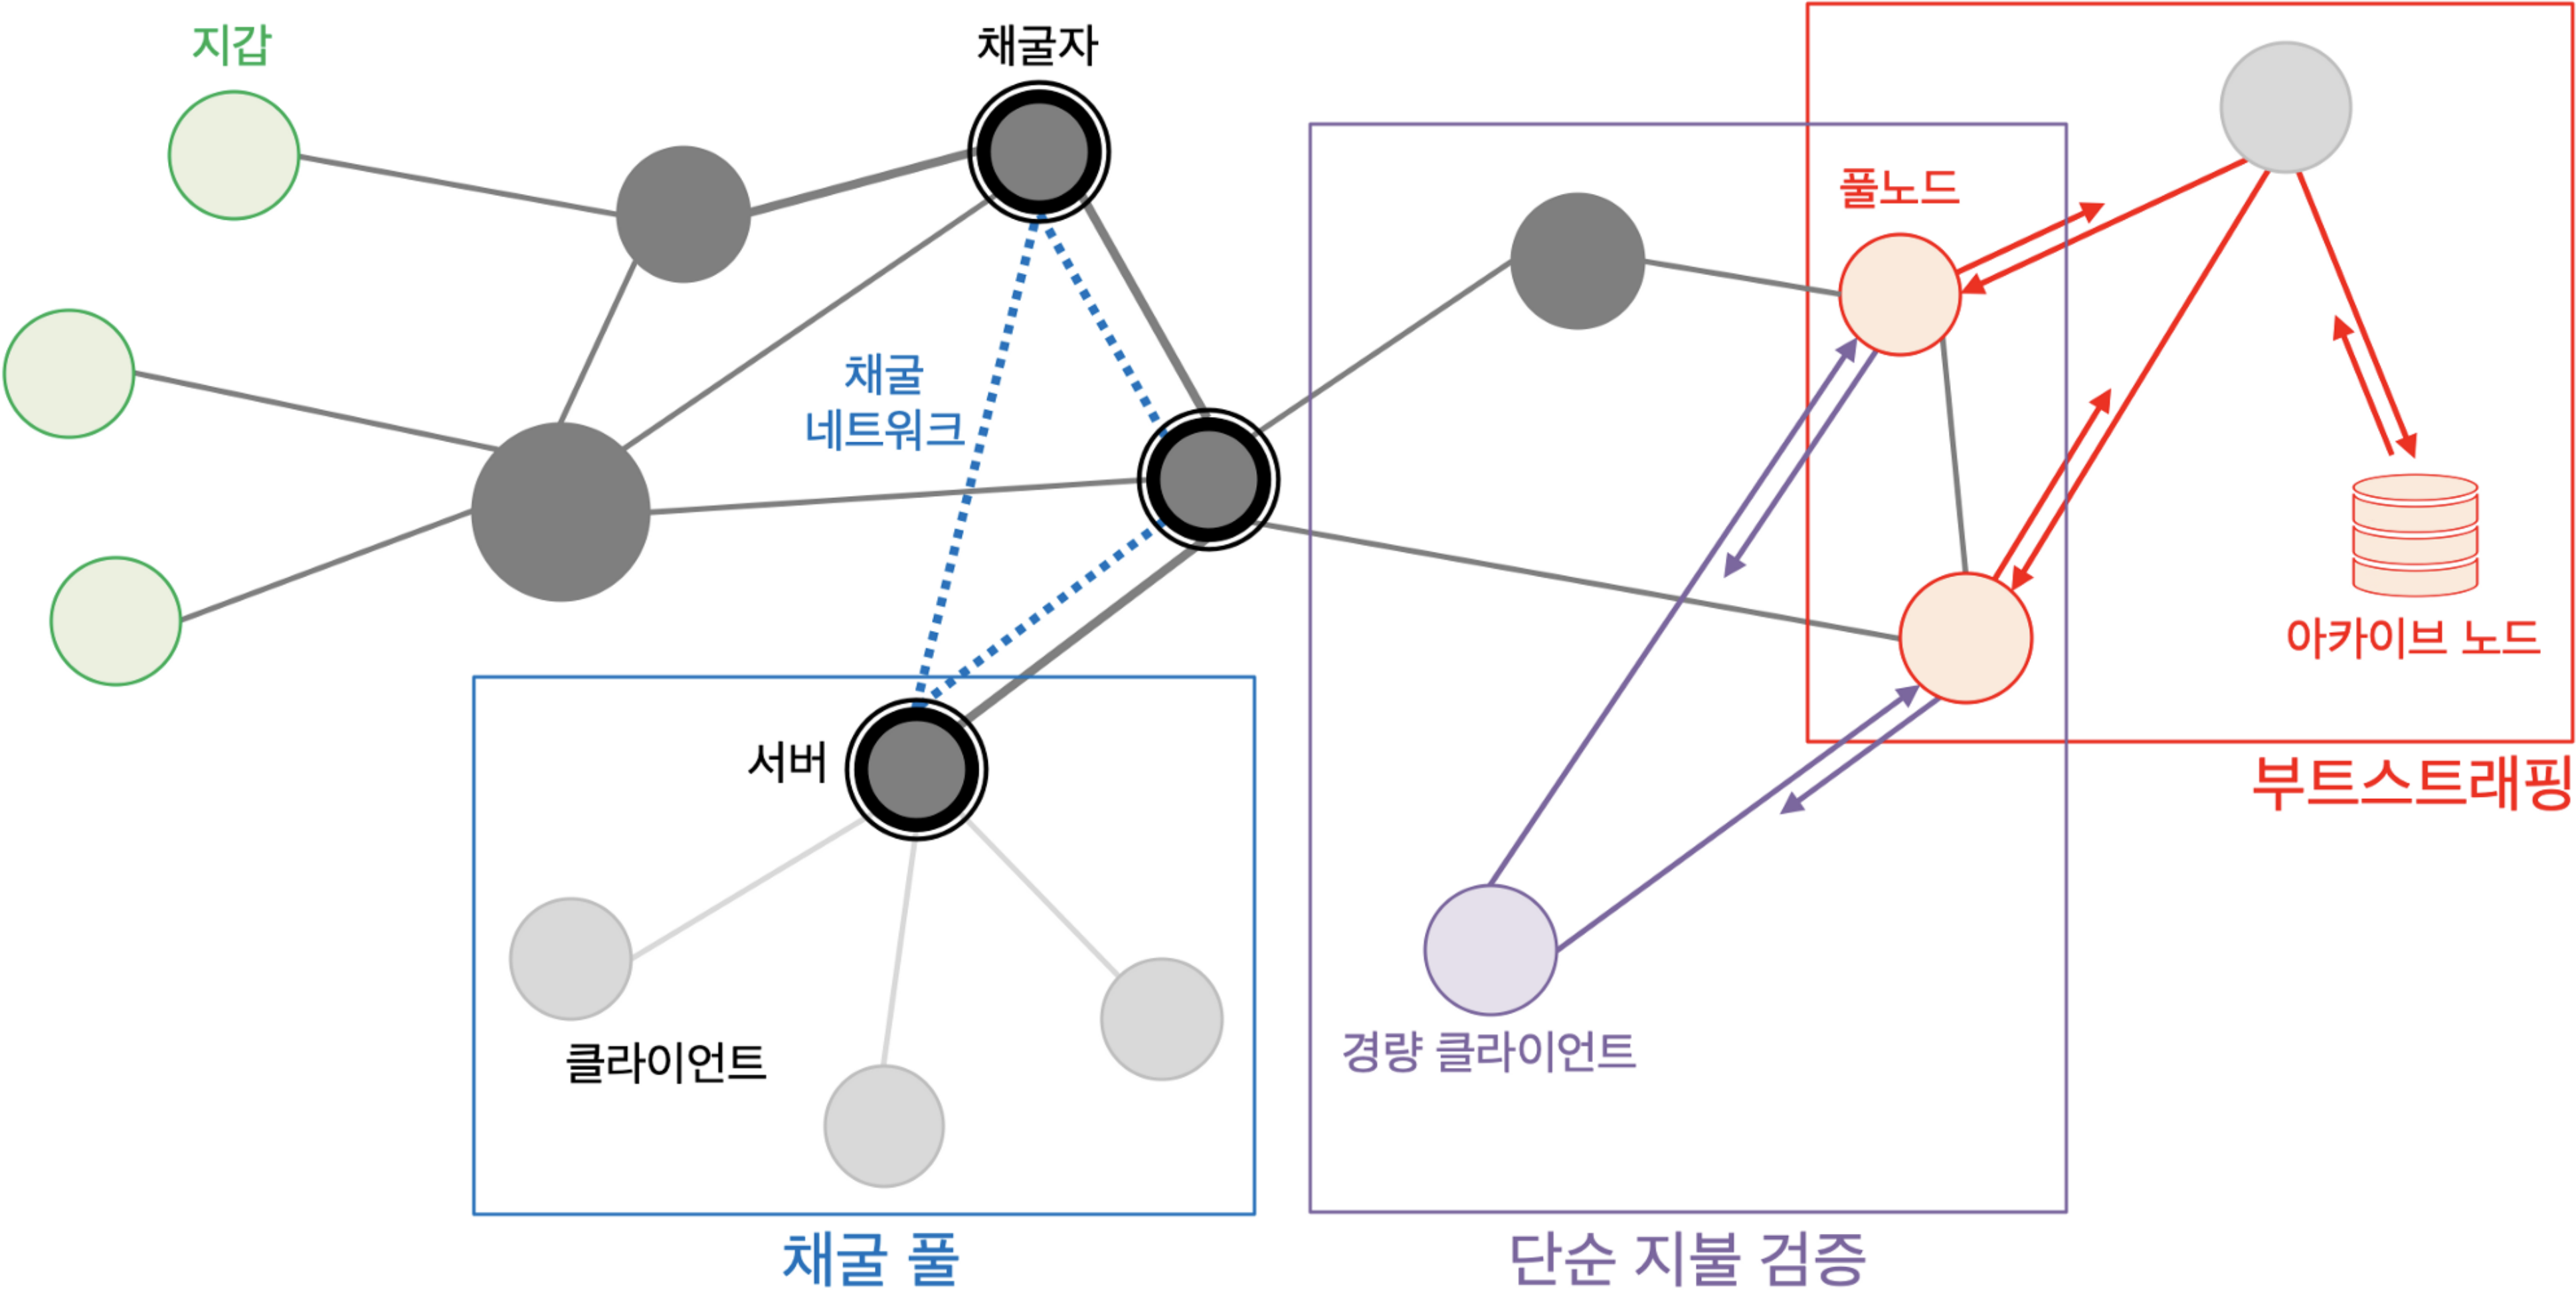 지갑
채굴자
풀노드
채굴
네트워크
아카이브 노드
서버
부트스트래핑
클라이언트
경량 클라이언트
채굴 풀
단순 지불 검증